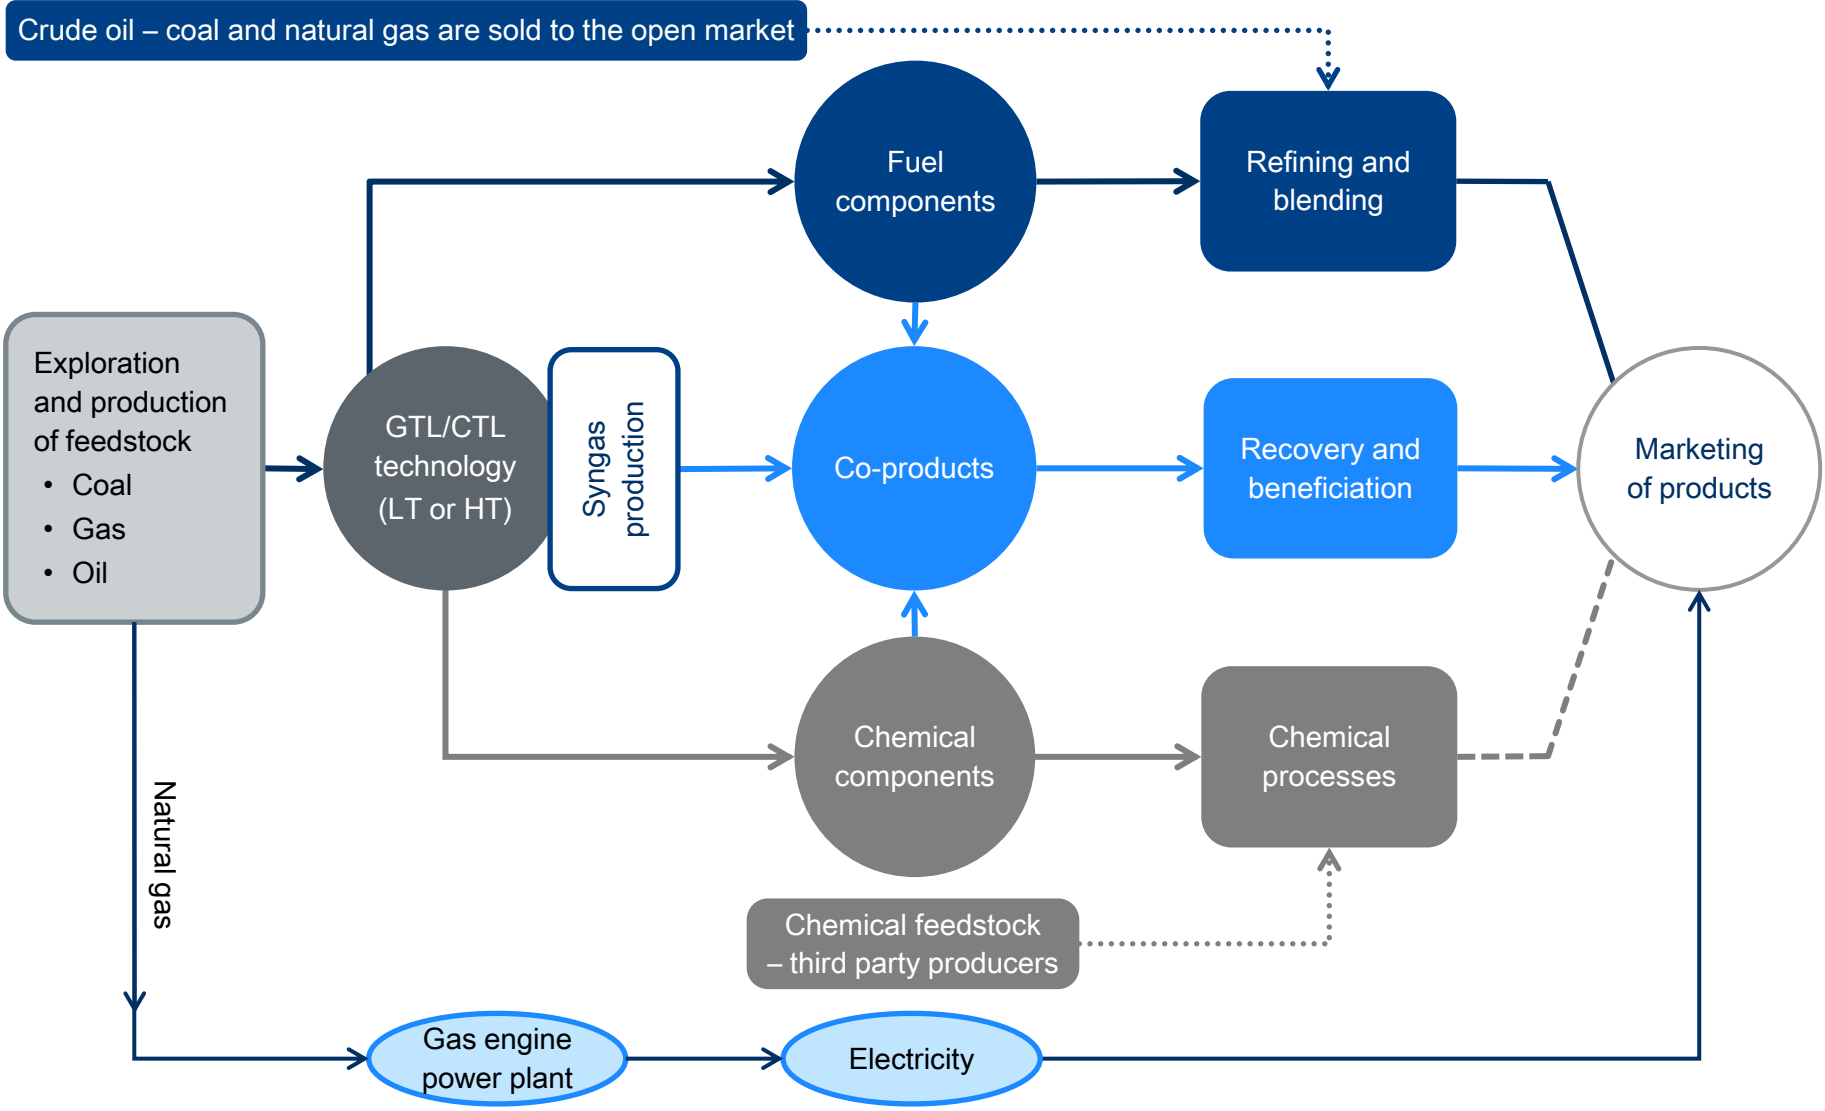 Crude oil – coal and natural gas are sold to the open market
Fuel
components
Refining and
blending
Exploration
and production
of feedstock
• Coal
• Gas
• Oil
GTL/CTL
technology
(LT or HT)
Syngas
production
Co-products
Recovery and
beneficiation
Marketing
of products
Chemical
components
Chemical
processes
Natural gas
Chemical feedstock
– third party producers
Gas engine
power plant
Electricity